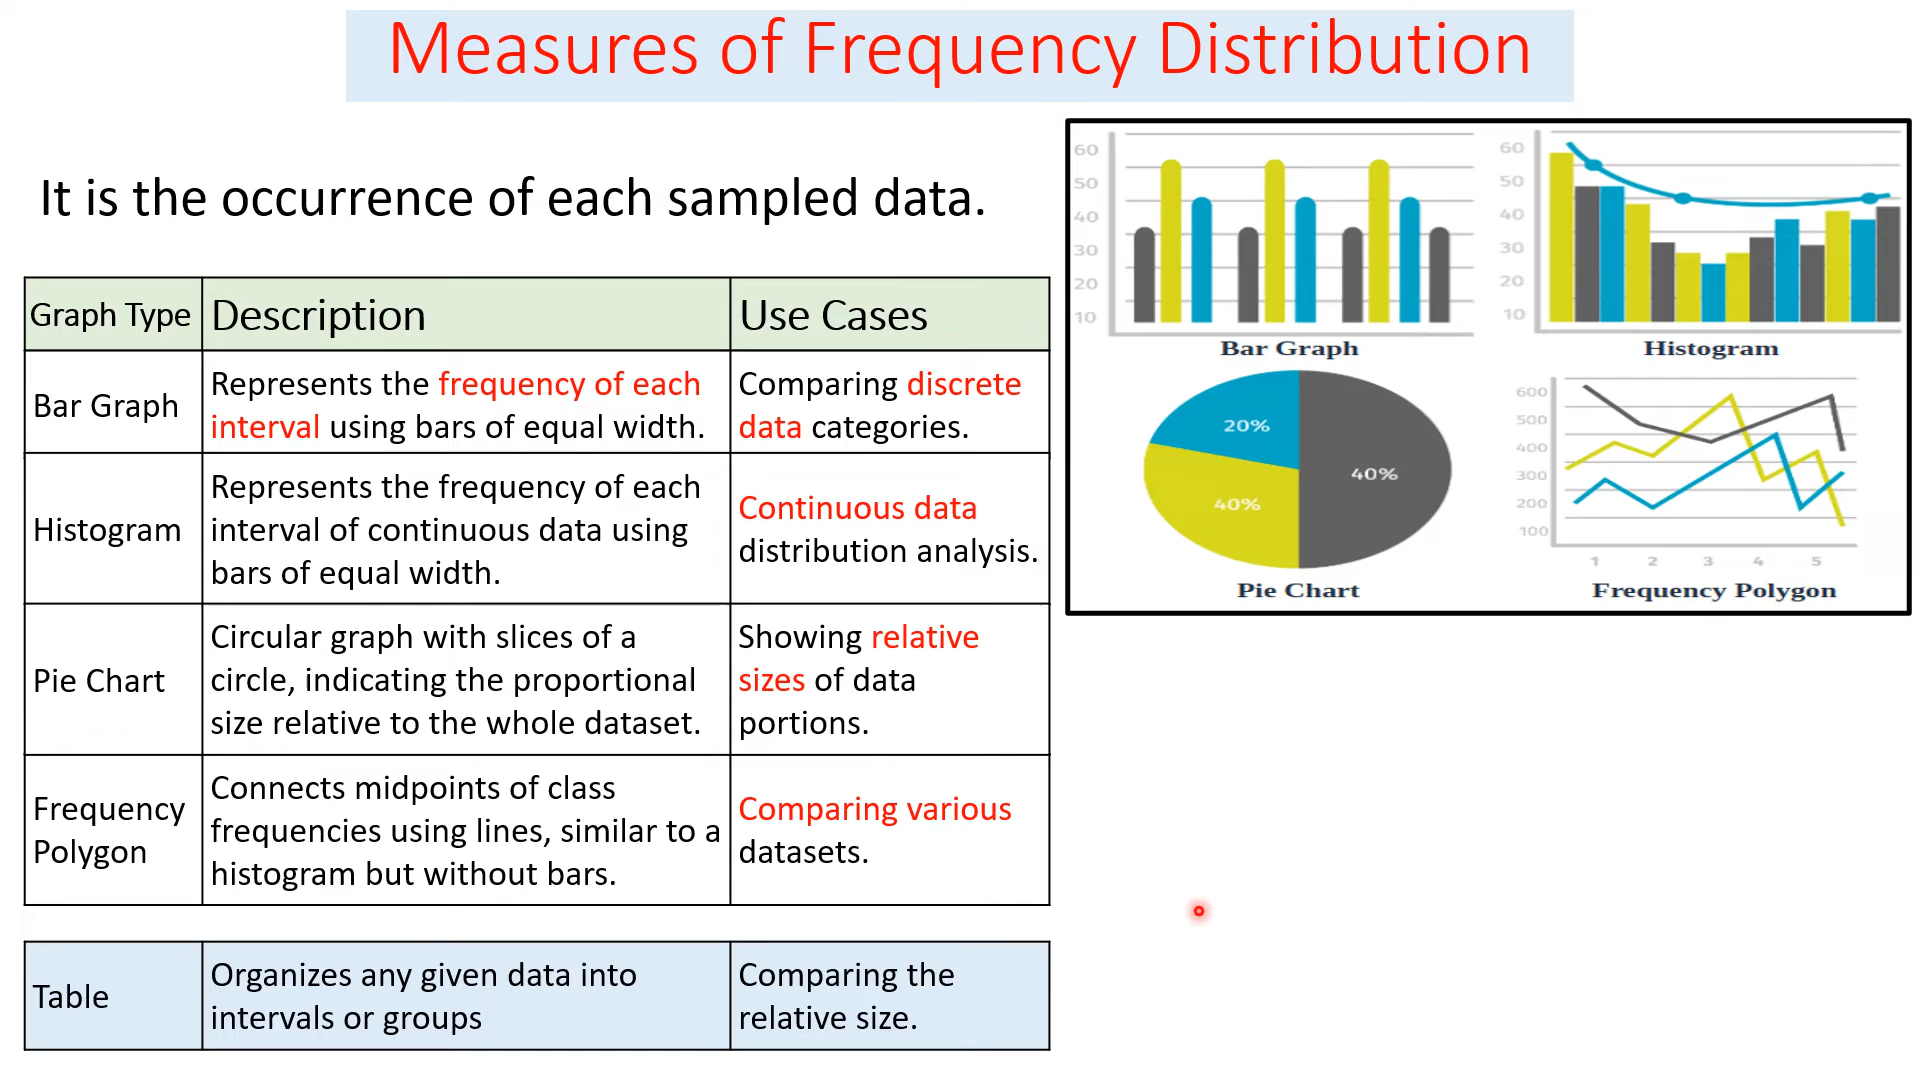 Measures of Frequency Distribution
It is the occurrence of each sampled data.
Graph Type
Description
Use Cases
Bar Graph
Represents the frequency of each
interval using bars of equal width.
Comparing discrete
data categories.
Histogram
Represents the frequency of each
interval of continuous data using
bars of equal width.
Continuous data
distribution analysis.
Pie Chart
Circular graph with slices of a
circle, indicating the proportional
size relative to the whole dataset.
Showing relative
sizes of data
portions.
Frequency
Polygon
Connects midpoints of class
frequencies using lines, similar to a
histogram but without bars.
Comparing various
datasets.
Table
Organizes any given data into
intervals or groups
Comparing the
relative size.
60
50
40
30
20
10
Bar Graph
60
50
40
30
20
10
Histogram
20%
40%
40%
Pie Chart
600
500
400
300
200
100
1 2 3 4 5
Frequency Polygon